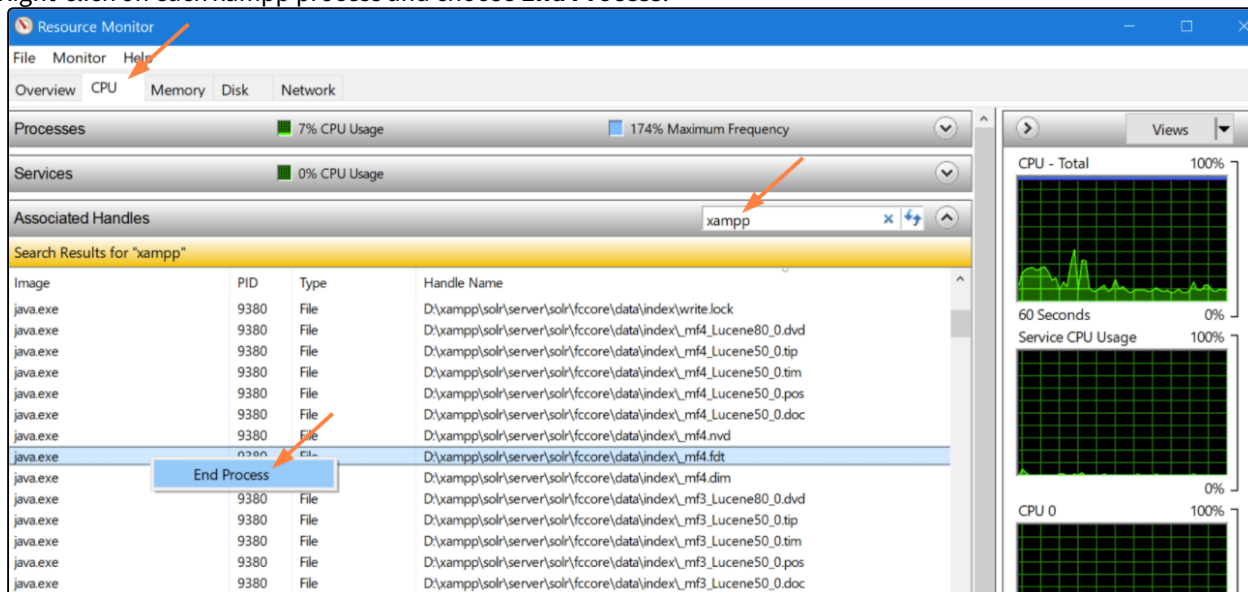 Right-click on each xampp process and choose End Process.
Resource Monitor
File Monitor Help
Overview CPU Memory Disk Network
Processes 7% CPU Usage 174% Maximum Frequency
Services 0% CPU Usage
Associated Handles xampp
Search Results for "xampp"
Image PID Type Handle Name
java.exe 9380 File D:\xampp\solr\server\solr\fccore\data\index\write.lock
java.exe 9380 File D:\xampp\solr\server\solr\fccore\data\index\_mf4_Lucene80_0.dvd
java.exe 9380 File D:\xampp\solr\server\solr\fccore\data\index\_mf4_Lucene50_0.tip
java.exe 9380 File D:\xampp\solr\server\solr\fccore\data\index\_mf4_Lucene50_0.tim
java.exe 9380 File D:\xampp\solr\server\solr\fccore\data\index\_mf4_Lucene50_0.pos
java.exe 9380 File D:\xampp\solr\server\solr\fccore\data\index\_mf4_Lucene50_0.doc
java.exe 9380 File D:\xampp\solr\server\solr\fccore\data\index\_mf4.nvd
java.exe 9380 File D:\xampp\solr\server\solr\fccore\data\index\_mf4.fdt
java.exe D:\xampp\solr\server\solr\fccore\data\index\_mf4.dim
End Process
java.exe 9380 File D:\xampp\solr\server\solr\fccore\data\index\_mf3_Lucene80_0.dvd
java.exe 9380 File D:\xampp\solr\server\solr\fccore\data\index\_mf3_Lucene50_0.tip
java.exe 9380 File D:\xampp\solr\server\solr\fccore\data\index\_mf3_Lucene50_0.tim
java.exe 9380 File D:\xampp\solr\server\solr\fccore\data\index\_mf3_Lucene50_0.pos
java.exe 9380 File D:\xampp\solr\server\solr\fccore\data\index\_mf3_Lucene50_0.doc
Views
CPU - Total 100%
60 Seconds 0%
Service CPU Usage 100%
0%
CPU 0 100%